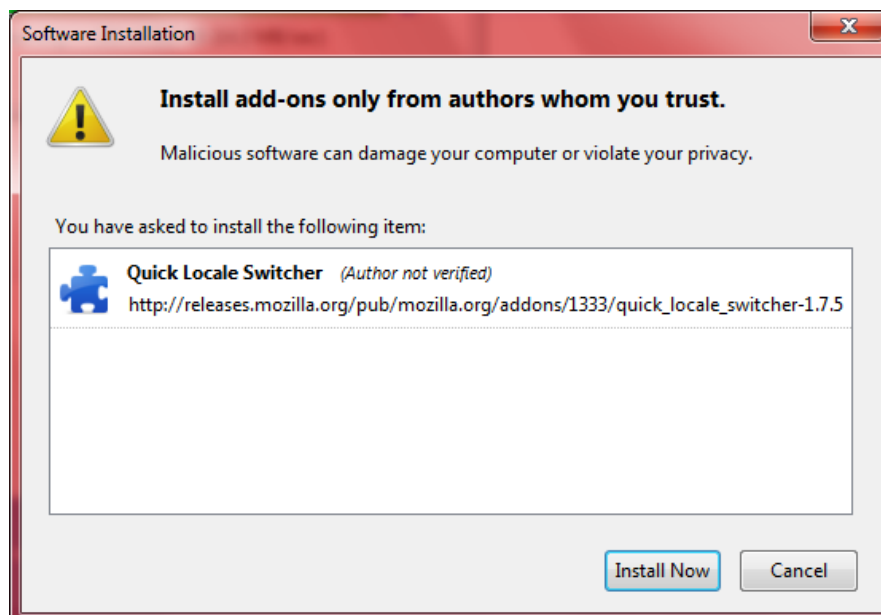 Software Installation
Install add-ons only from authors whom you trust.
Malicious software can damage your computer or violate your privacy.
You have asked to install the following item:
Quick Locale Switcher (Author not verified)
http://releases.mozilla.org/pub/mozilla.org/addons/1333/quick_locale_switcher-1.7.5
Install Now Cancel